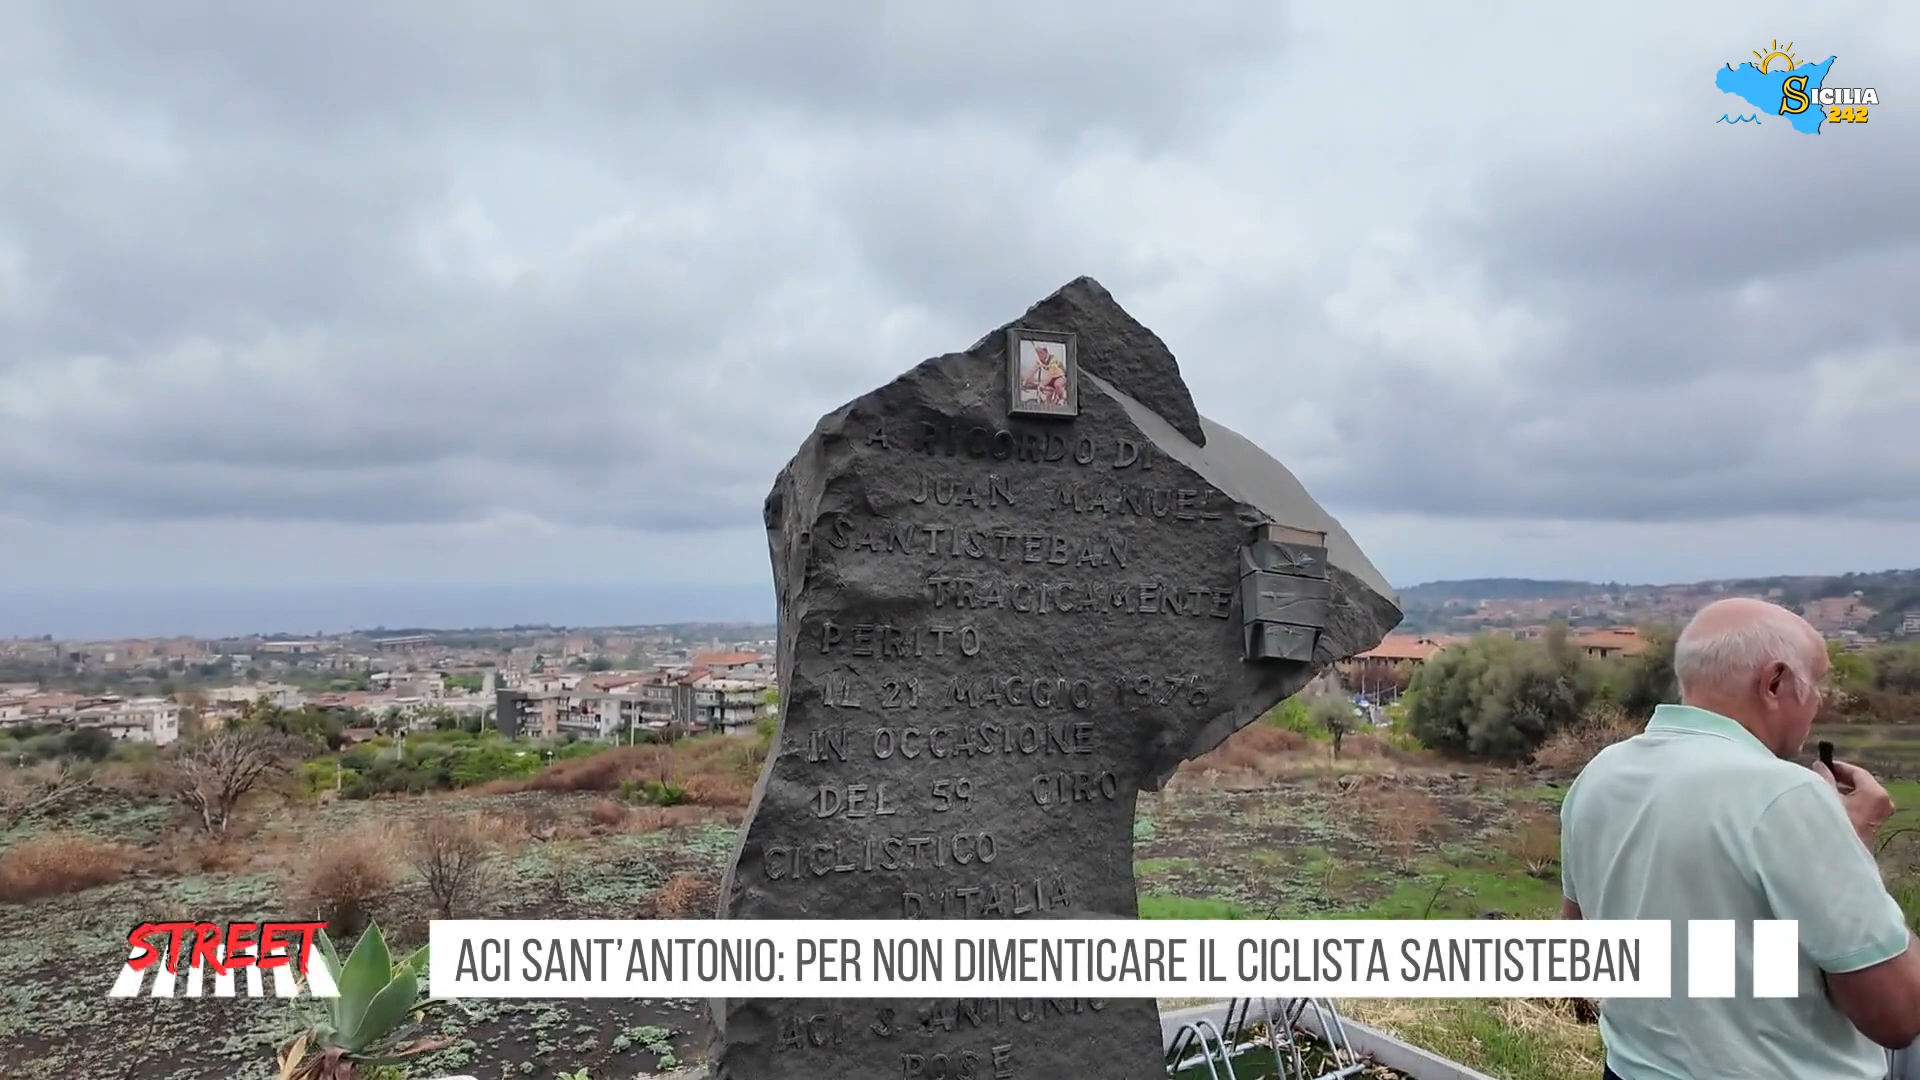 SICILIA
242
A RICORDO DI
JUAN MANUEL
SANTISTEBAN
TRAGICAMENTE
PERITO
IL 21 MAGGIO 1976
IN OCCASIONE
DEL 59 GIRO
CICLISTICO
D'ITALIA
STREET
ACI SANT'ANTONIO: PER NON DIMENTICARE IL CICLISTA SANTISTEBAN
ACI S. ANTONIO
POSE